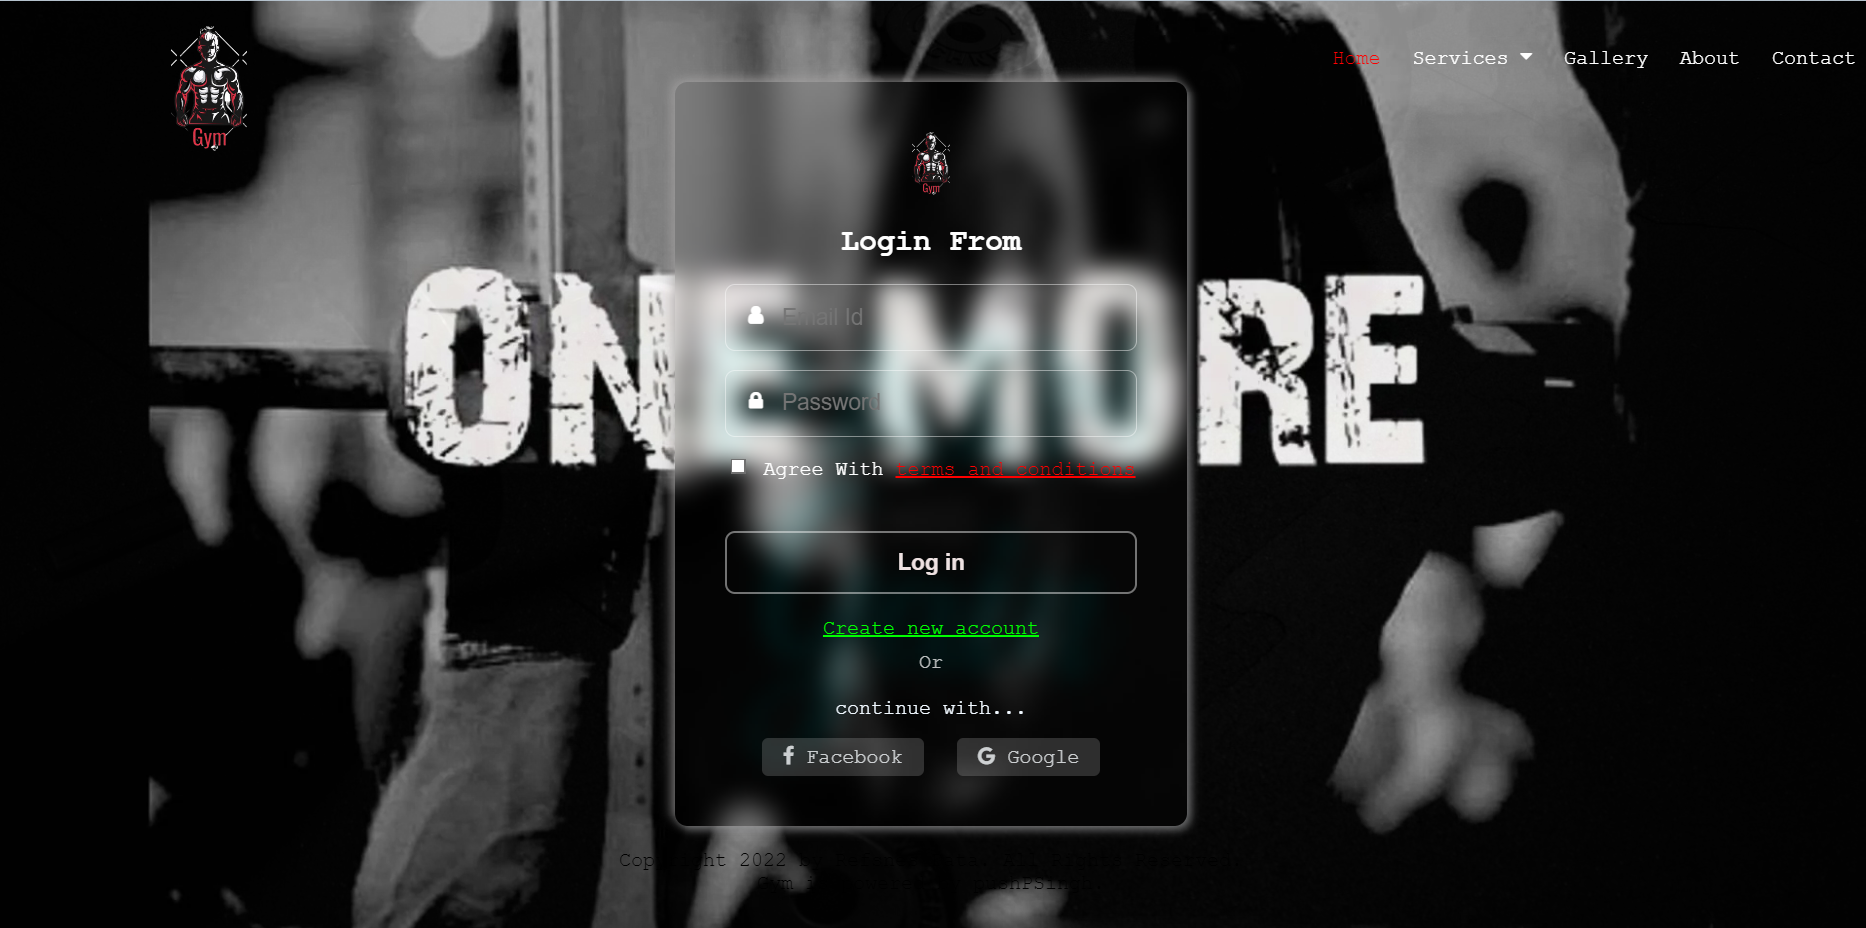 Gym
Home Services Gallery About Contact
Gym
Login From
ONE MORE
Email Id
Password
Agree With terms and conditions
Log in
Create new account
Or
continue with...
Facebook Google
2022